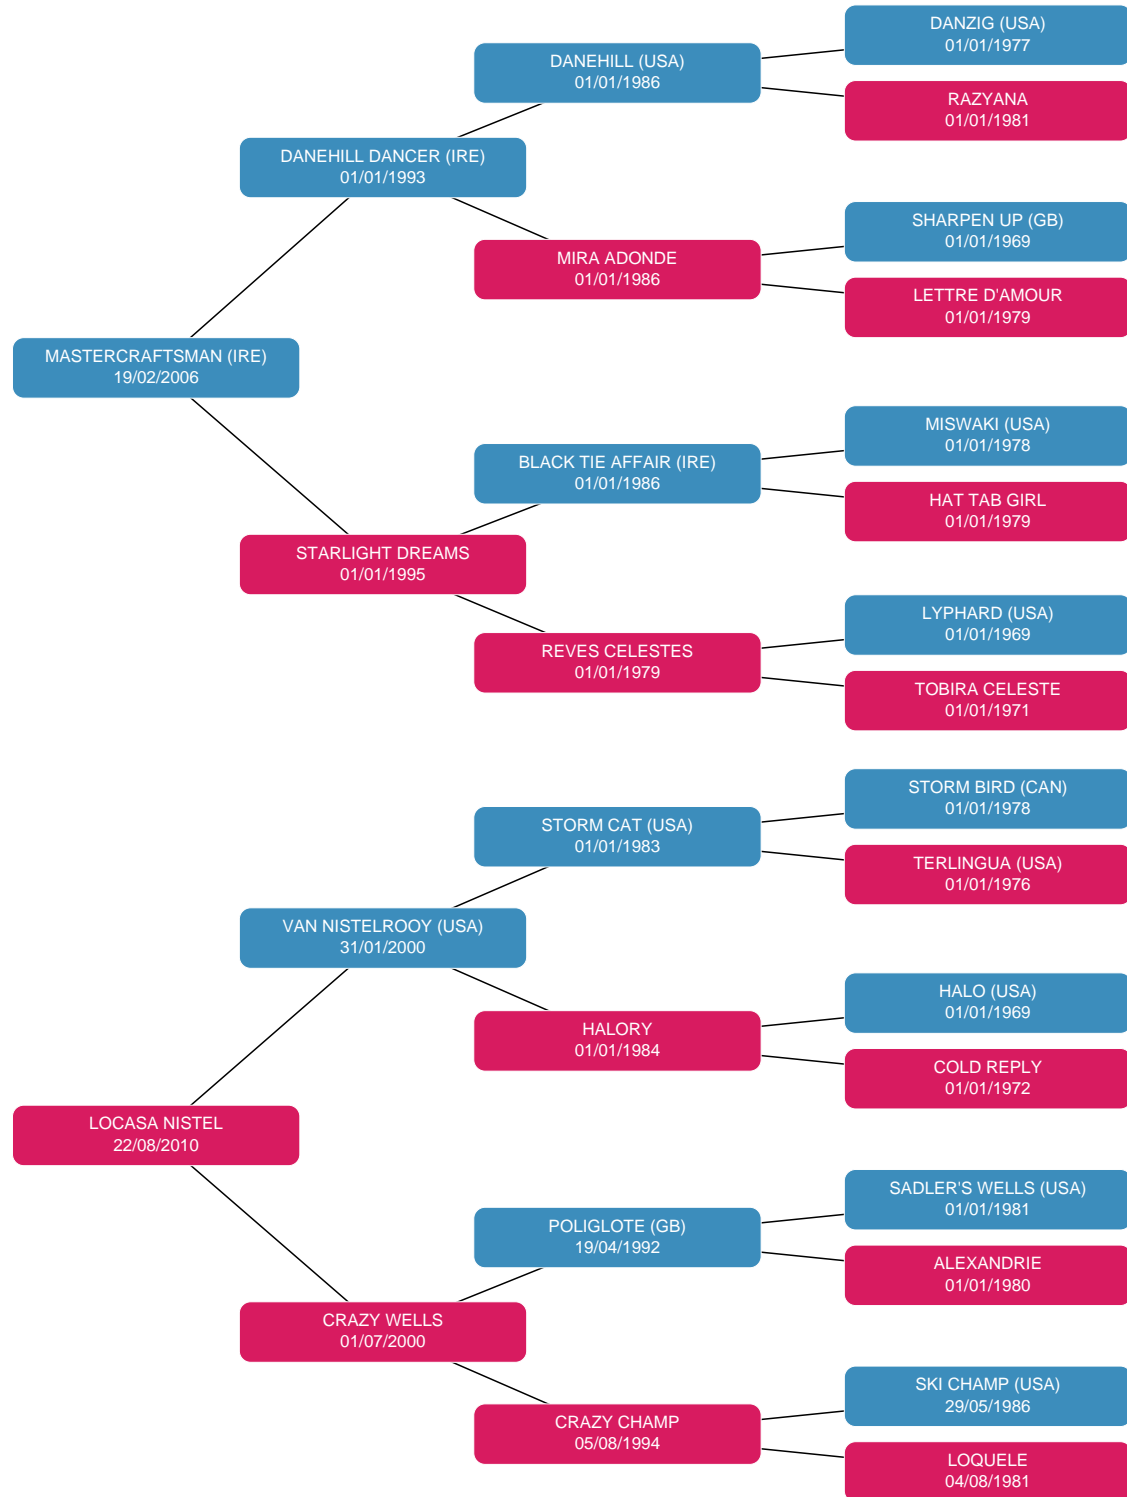 DANZIG (USA)
01/01/1977
DANEHILL (USA)
01/01/1986
RAZYANA
01/01/1981
DANEHILL DANCER (IRE)
01/01/1993
SHARPEN UP (GB)
01/01/1969
MIRA ADONDE
01/01/1986
LETTRE D'AMOUR
01/01/1979
MASTERCRAFTSMAN (IRE)
19/02/2006
MISWAKI (USA)
01/01/1978
BLACK TIE AFFAIR (IRE)
01/01/1986
HAT TAB GIRL
01/01/1979
STARLIGHT DREAMS
01/01/1995
LYPHARD (USA)
01/01/1969
REVES CELESTES
01/01/1979
TOBIRA CELESTE
01/01/1971
STORM BIRD (CAN)
01/01/1978
STORM CAT (USA)
01/01/1983
TERLINGUA (USA)
01/01/1976
VAN NISTELROOY (USA)
31/01/2000
HALO (USA)
01/01/1969
HALORY
01/01/1984
COLD REPLY
01/01/1972
LOCASA NISTEL
22/08/2010
SADLER'S WELLS (USA)
01/01/1981
POLIGLOTE (GB)
19/04/1992
ALEXANDRIE
01/01/1980
CRAZY WELLS
01/07/2000
SKI CHAMP (USA)
29/05/1986
CRAZY CHAMP
05/08/1994
LOQUELE
04/08/1981